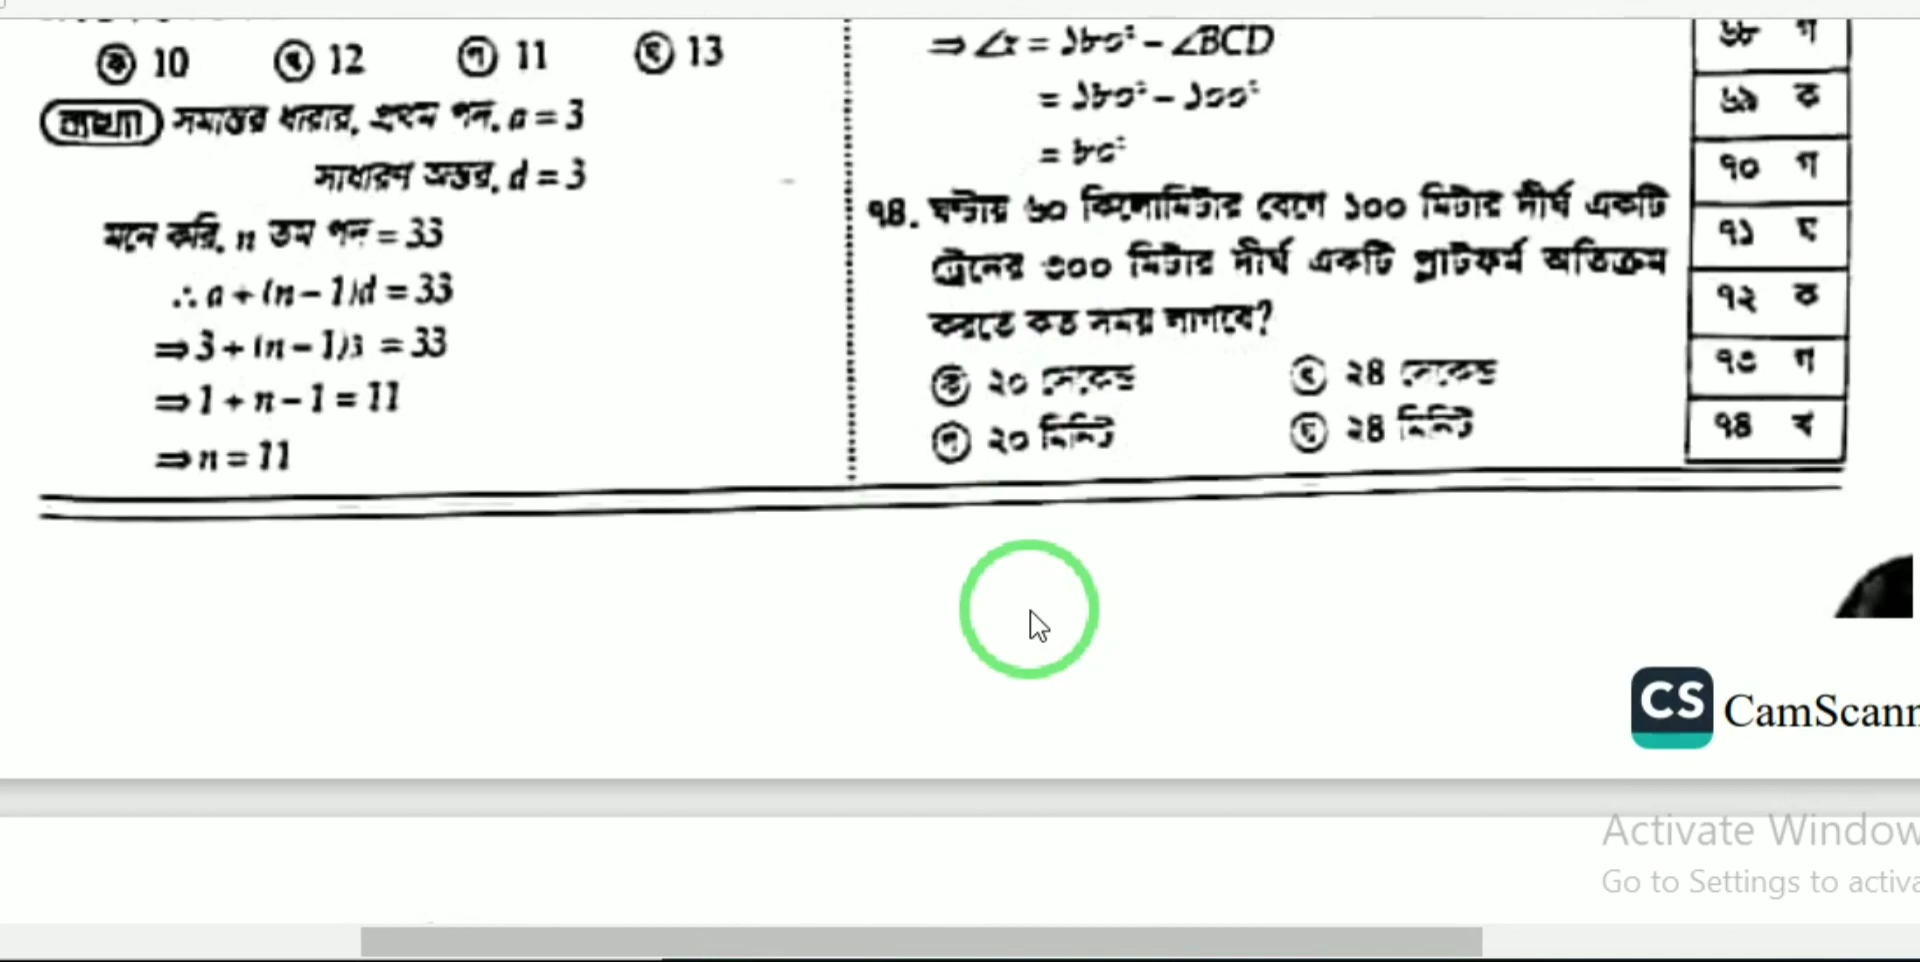 ক 10 খ 12 গ 11 ঘ 13
ব্যাখ্যা সমান্তর ধারার, প্রথম পদ, a = 3
সাধারণ অন্তর, d = 3
মনে করি, n তম পদ = 33
∴ a + (n − 1)d = 33
⇒ 3 + (n − 1)3 = 33
⇒ 1 + n − 1 = 11
⇒ n = 11
⇒ ∠x = ১৮০° − ∠BCD
= ১৮০° − ১০০°
= ৮০°
৭৪. ঘণ্টায় ৬০ কিলোমিটার বেগে ১০০ মিটার দীর্ঘ একটি
ট্রেনের ৩০০ মিটার দীর্ঘ একটি প্লাটফর্ম অতিক্রম
করতে কত সময় লাগবে?
ক ২০ সেকেন্ড খ ২৪ সেকেন্ড
গ ২০ মিনিট ঘ ২৪ মিনিট
৬৮ গ
৬৯ ক
৭০ গ
৭১ ঘ
৭২ ক
৭৩ গ
৭৪ খ
CS CamScann
Activate Window
Go to Settings to activa